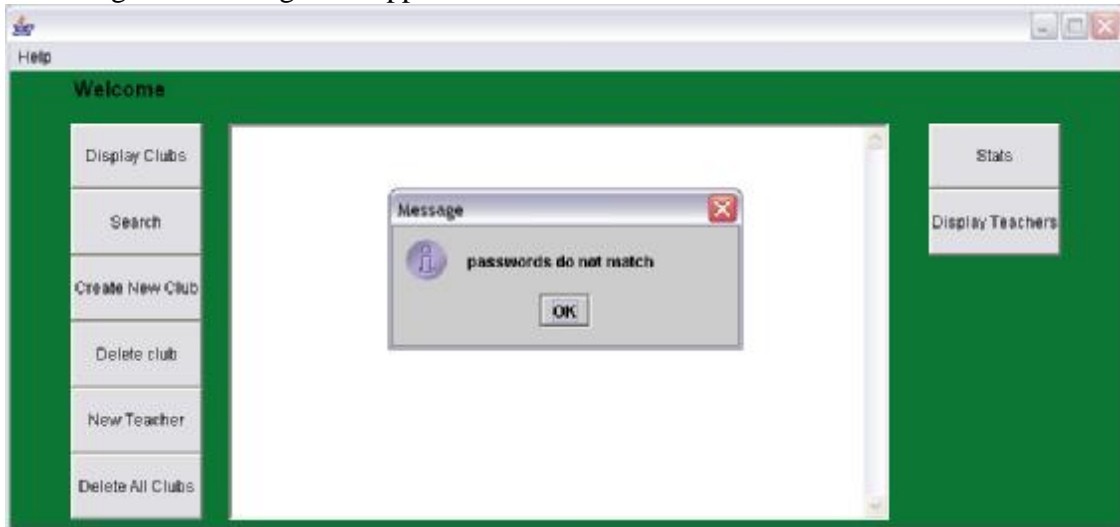 Help
Welcome
Display Clubs
Search
Create New Club
Delete club
New Teacher
Delete All Clubs
Message
passwords do not match
OK
Stats
Display Teachers